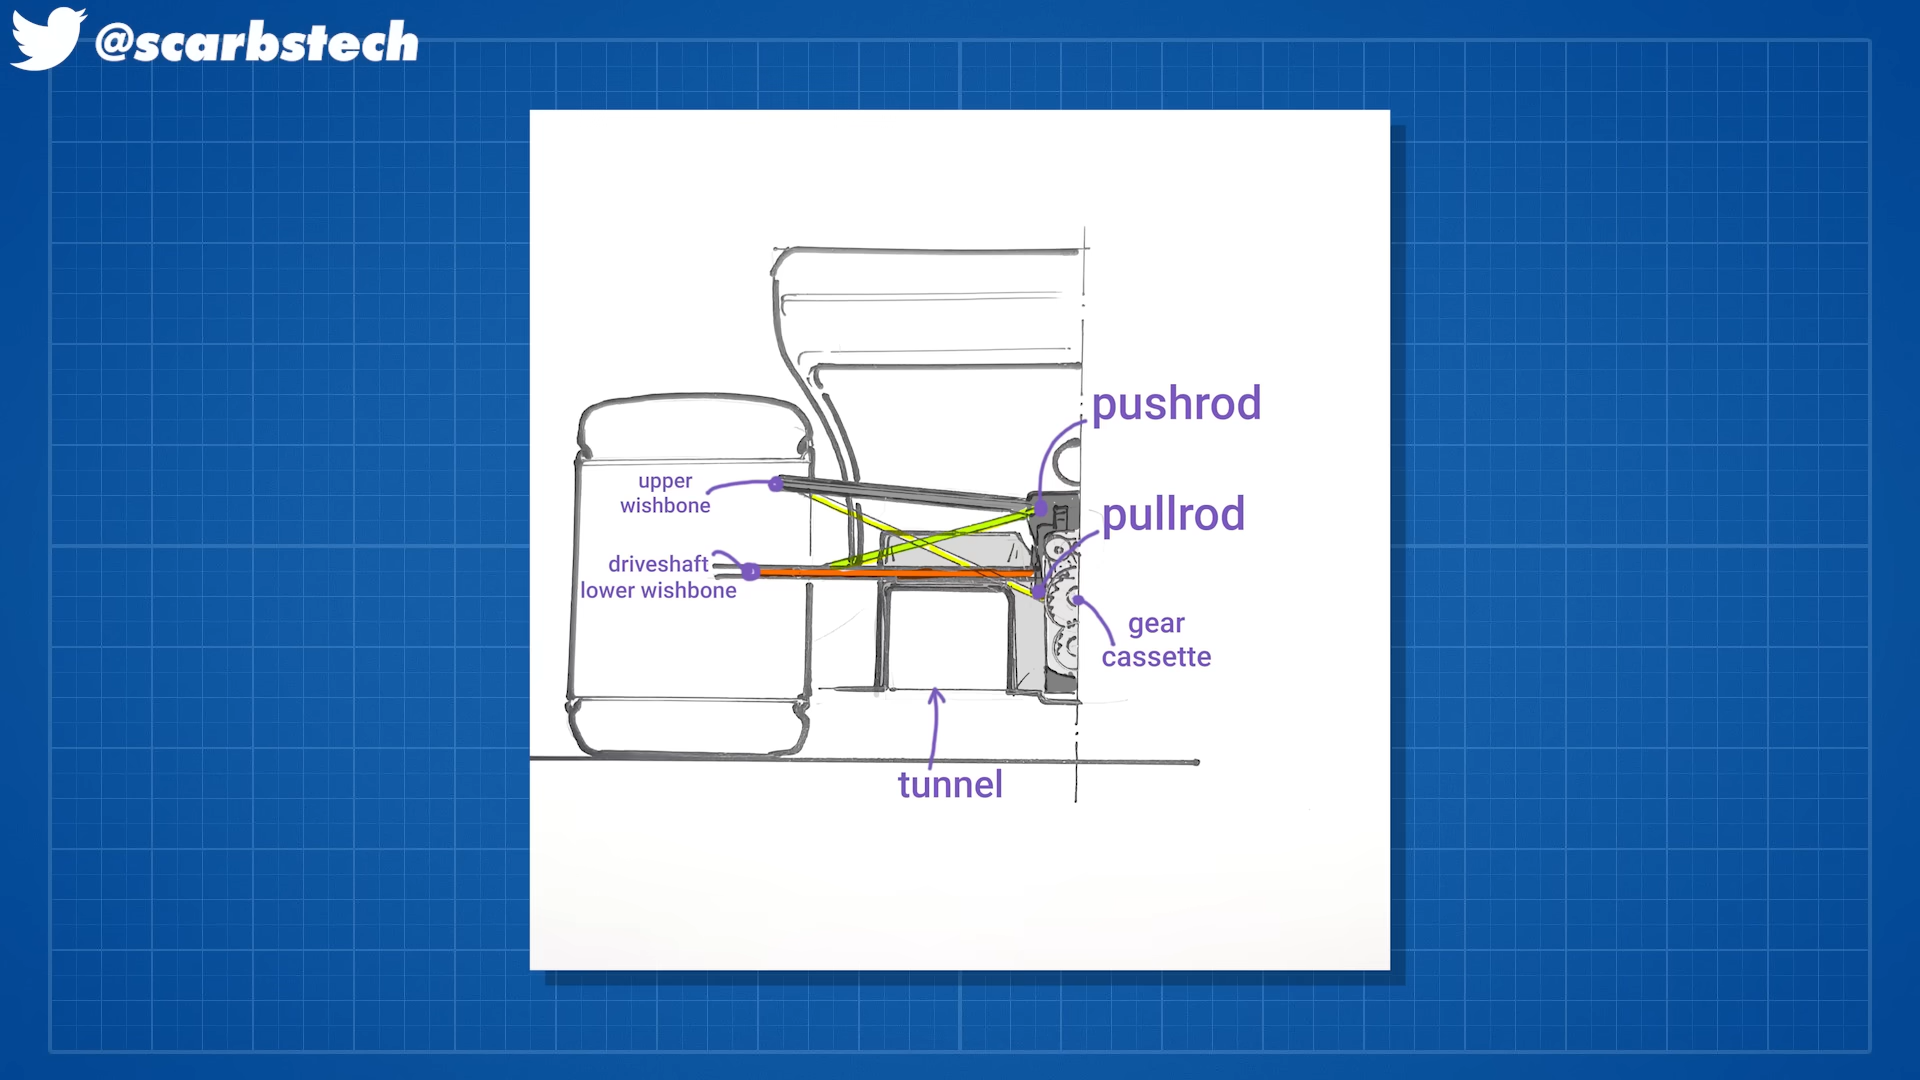 @scarbstech
pushrod
upper
wishbone
pullrod
driveshaft
lower wishbone
gear
cassette
tunnel